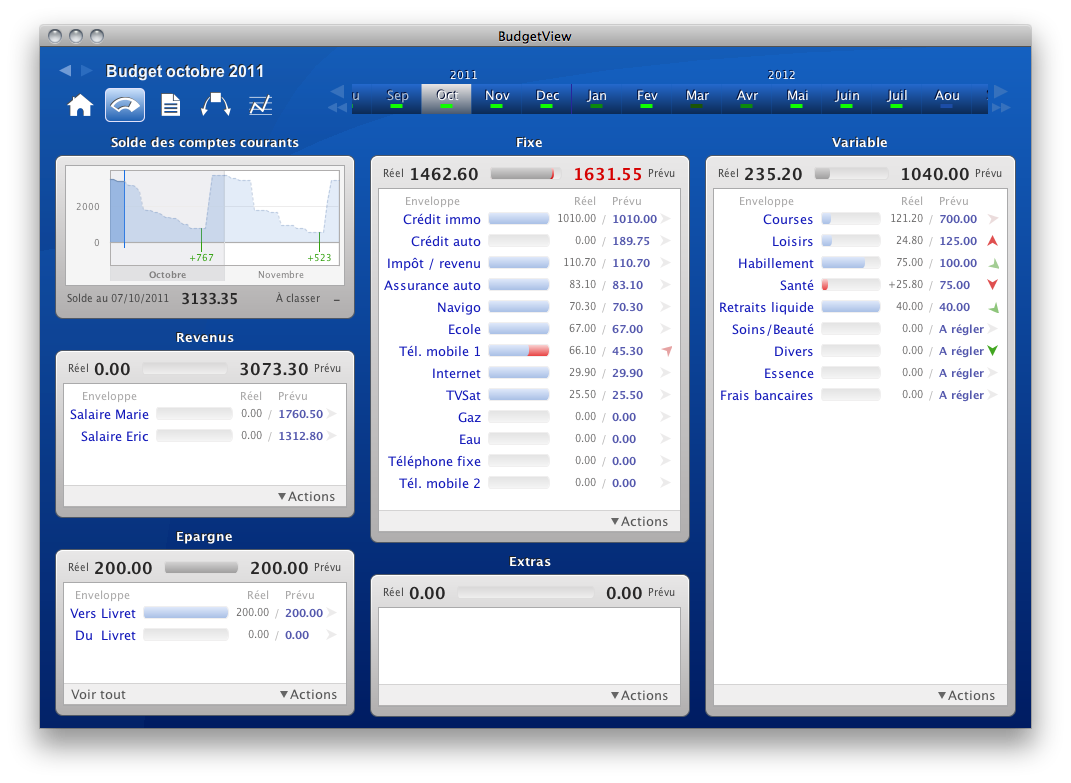 BudgetView
Budget octobre 2011
2011
2012
u Sep Oct Nov Dec Jan Fev Mar Avr Mai Juin Juil Aou
Solde des comptes courants
2000
0
+767
+523
Octobre
Novembre
Solde au 07/10/2011 3133.35 À classer –
Revenus
Réel 0.00 3073.30 Prévu
Enveloppe Réel Prévu
Salaire Marie 0.00 / 1760.50
Salaire Eric 0.00 / 1312.80
Actions
Epargne
Réel 200.00 200.00 Prévu
Enveloppe Réel Prévu
Vers Livret 200.00 / 200.00
Du Livret 0.00 / 0.00
Voir tout Actions
Fixe
Réel 1462.60 1631.55 Prévu
Enveloppe Réel Prévu
Crédit immo 1010.00 / 1010.00
Crédit auto 0.00 / 189.75
Impôt / revenu 110.70 / 110.70
Assurance auto 83.10 / 83.10
Navigo 70.30 / 70.30
Ecole 67.00 / 67.00
Tél. mobile 1 66.10 / 45.30
Internet 29.90 / 29.90
TVSat 25.50 / 25.50
Gaz 0.00 / 0.00
Eau 0.00 / 0.00
Téléphone fixe 0.00 / 0.00
Tél. mobile 2 0.00 / 0.00
Actions
Extras
Réel 0.00 0.00 Prévu
Actions
Variable
Réel 235.20 1040.00 Prévu
Enveloppe Réel Prévu
Courses 121.20 / 700.00
Loisirs 24.80 / 125.00
Habillement 75.00 / 100.00
Santé +25.80 / 75.00
Retraits liquide 40.00 / 40.00
Soins/Beauté 0.00 / A régler
Divers 0.00 / A régler
Essence 0.00 / A régler
Frais bancaires 0.00 / A régler
Actions